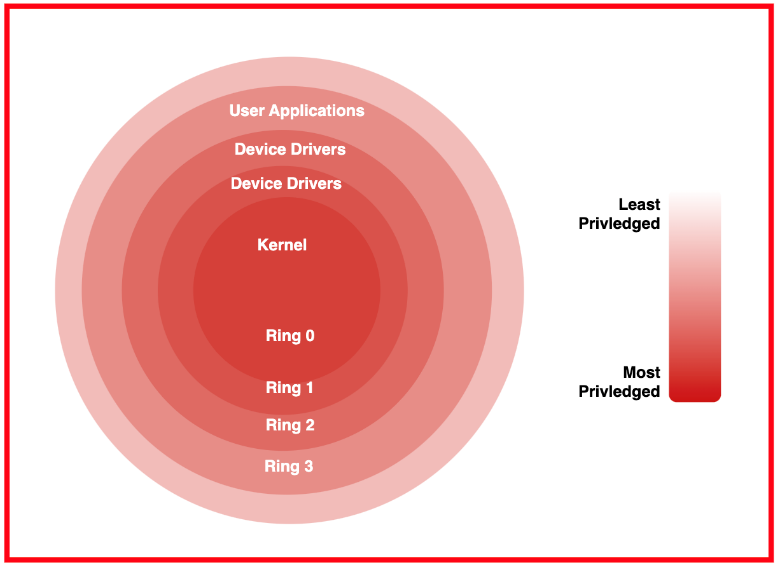 User Applications
Device Drivers
Device Drivers
Kernel
Ring 0
Ring 1
Ring 2
Ring 3
Least
Privledged
Most
Privledged